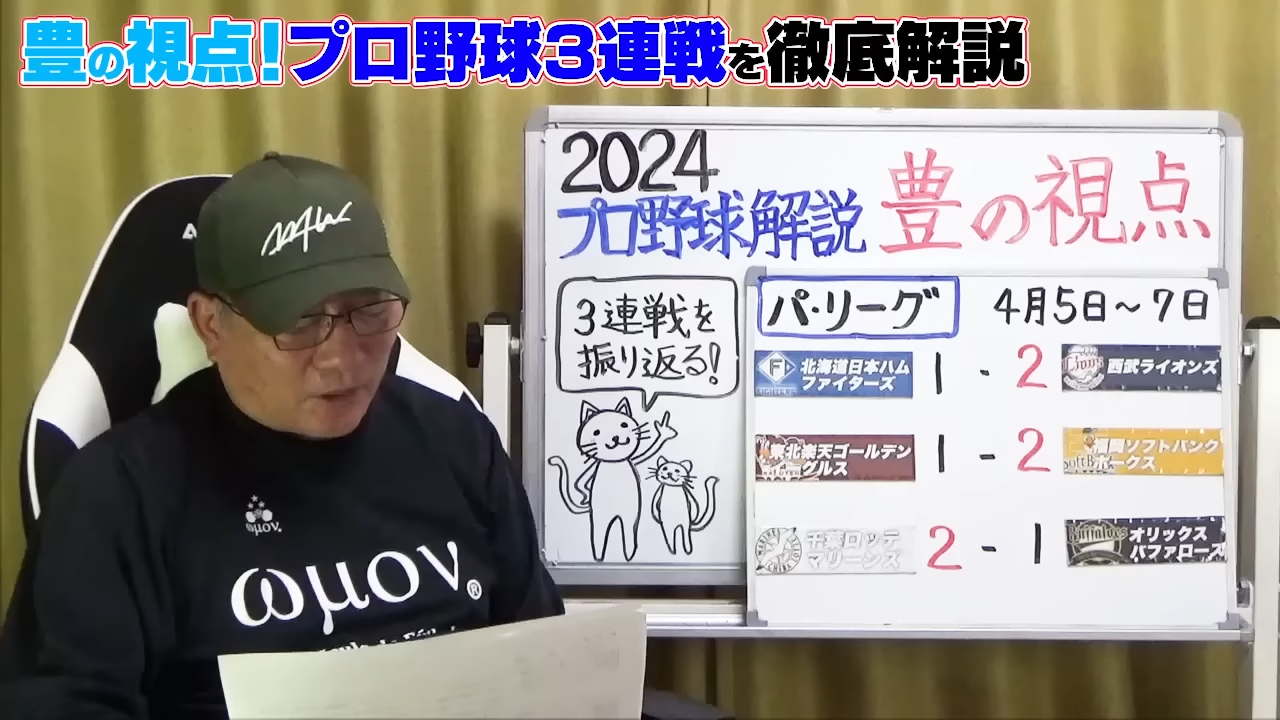 豊の視点!プロ野球3連戦を徹底解説
2024
プロ野球解説 豊の視点
3連戦を
振り返る!
パ・リーグ 4月5日～7日
北海道日本ハム
ファイターズ
1 - 2
西武ライオンズ
東北楽天ゴールデン
イーグルス
1 - 2
福岡ソフトバンク
ホークス
千葉ロッテ
マリーンズ
2 - 1
Buffaloes
オリックス
バファローズ
ωμον®
ωμον